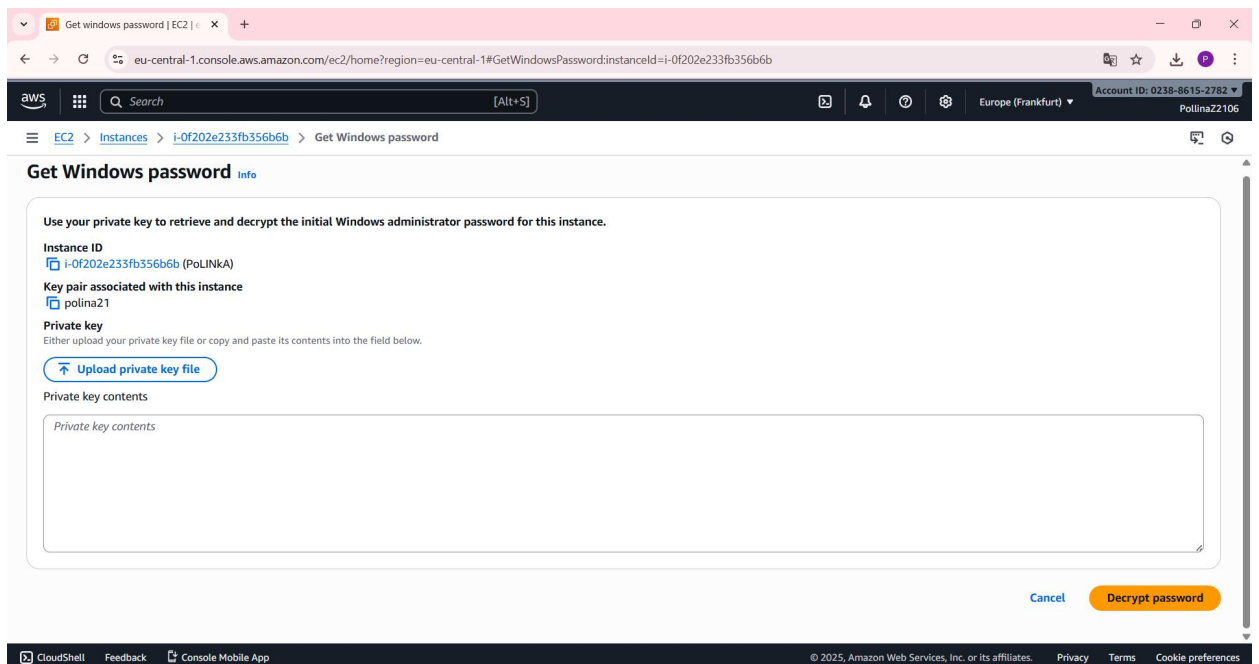 Get windows password | EC2 | e
eu-central-1.console.aws.amazon.com/ec2/home?region=eu-central-1#GetWindowsPassword:instanceId=i-0f202e233fb356b6b
P
aws
Search
[Alt+S]
Europe (Frankfurt)
Account ID: 0238-8615-2782
PollinaZ2106
EC2 > Instances > i-0f202e233fb356b6b > Get Windows password
Get Windows password Info
Use your private key to retrieve and decrypt the initial Windows administrator password for this instance.
Instance ID
i-0f202e233fb356b6b (PoLINkA)
Key pair associated with this instance
polina21
Private key
Either upload your private key file or copy and paste its contents into the field below.
Upload private key file
Private key contents
Private key contents
Cancel Decrypt password
CloudShell Feedback Console Mobile App © 2025, Amazon Web Services, Inc. or its affiliates. Privacy Terms Cookie preferences